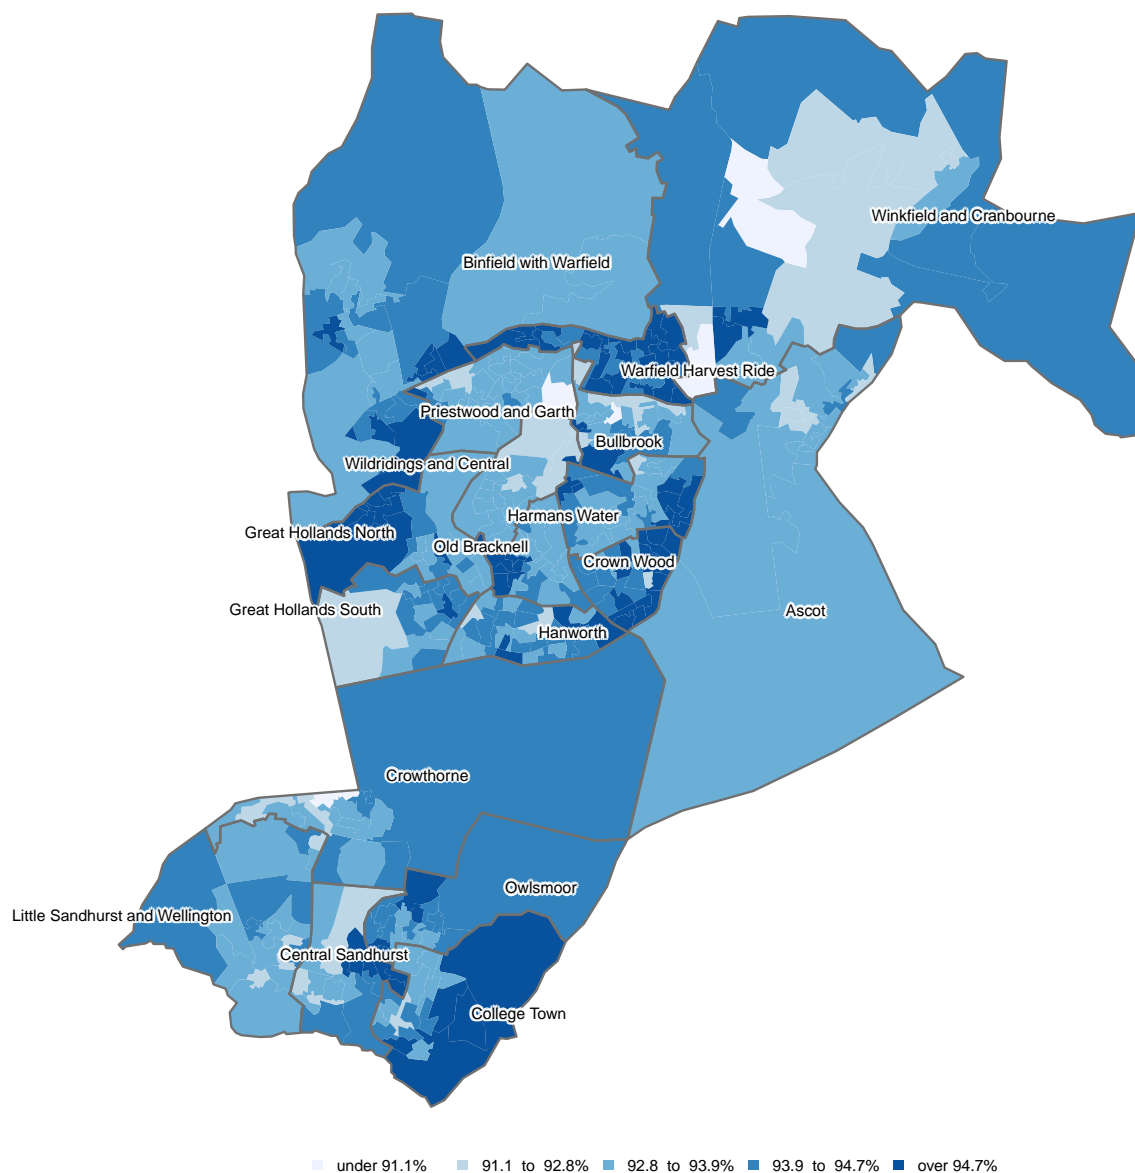 Winkfield and Cranbourne
Binfield with Warfield
Warfield Harvest Ride
Priestwood and Garth
Bullbrook
Wildridings and Central
Harmans Water
Great Hollands North
Old Bracknell
Crown Wood
Great Hollands South
Ascot
Hanworth
Crowthorne
Owlsmoor
Little Sandhurst and Wellington
Central Sandhurst
College Town
under 91.1% 91.1 to 92.8% 92.8 to 93.9% 93.9 to 94.7% over 94.7%